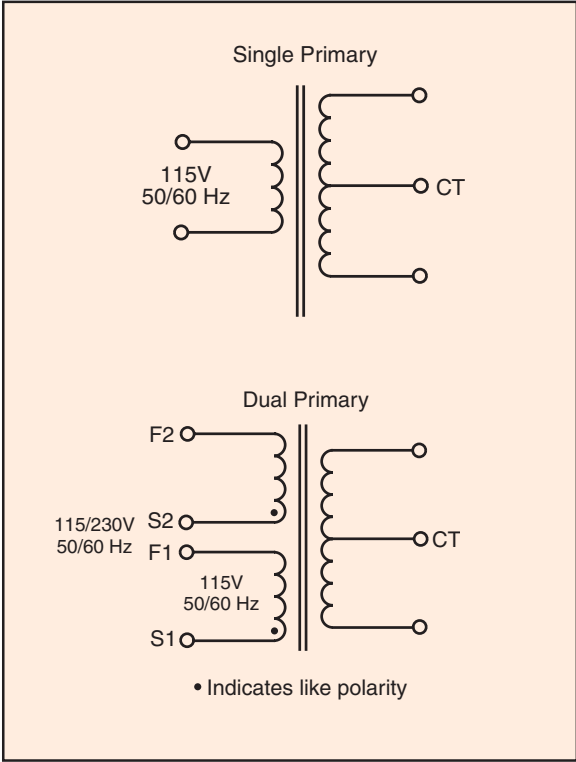 Single Primary
115V
50/60 Hz
CT
Dual Primary
F2
115/230V
50/60 Hz
S2
F1
115V
50/60 Hz
S1
CT
• Indicates like polarity